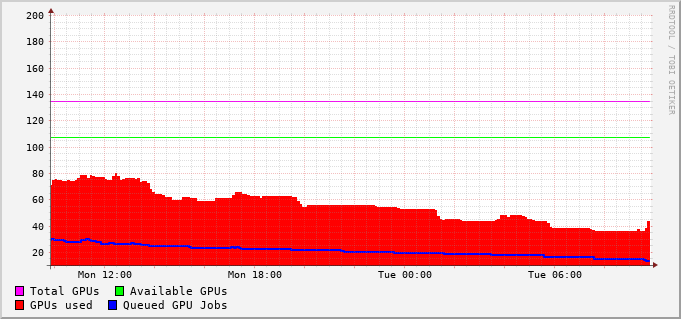 200
180
160
140
120
100
80
60
40
20
Mon 12:00 Mon 18:00 Tue 00:00 Tue 06:00
Total GPUs Available GPUs
GPUs used Queued GPU Jobs
RRDTOOL / TOBI OETIKER